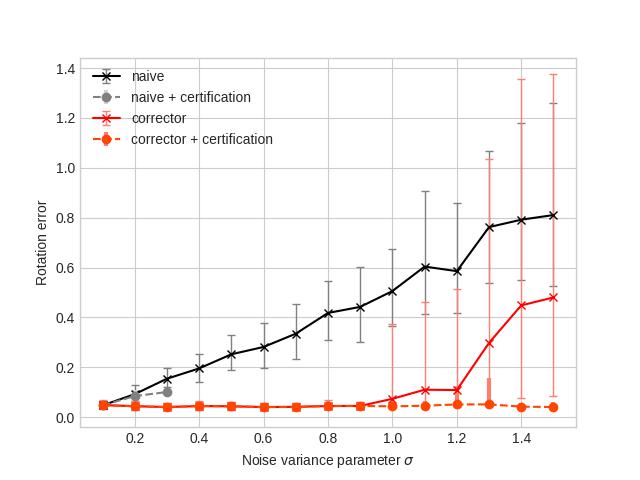 1.4
1.2
1.0
0.8
0.6
0.4
0.2
0.0
Rotation error
naive
naive + certification
corrector
corrector + certification
0.2 0.4 0.6 0.8 1.0 1.2 1.4
Noise variance parameter σ